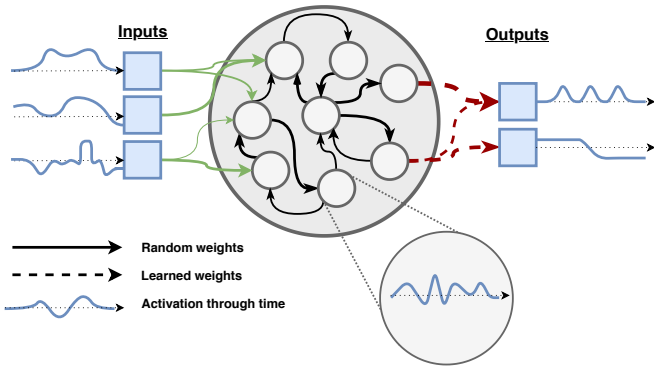 Inputs
Outputs
Random weights
Learned weights
Activation through time